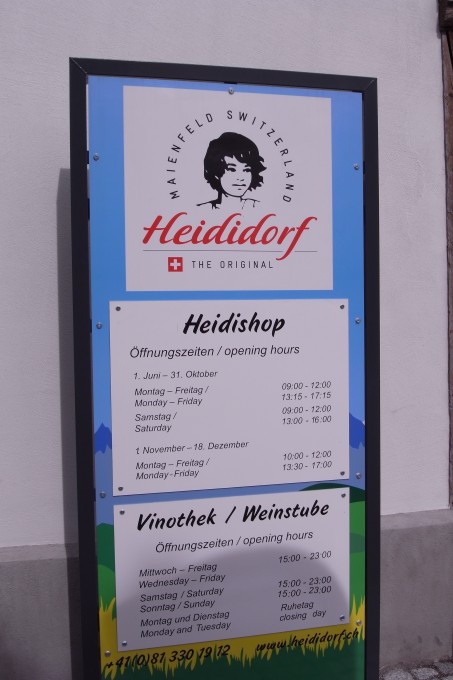 MAIENFELD SWITZERLAND
Heididorf
THE ORIGINAL
Heidishop
Öffnungszeiten / opening hours
1. Juni – 31. Oktober
Montag – Freitag / 09:00 - 12:00
Monday – Friday 13:15 - 17:15
Samstag / 09:00 - 12:00
Saturday 13:00 - 16:00
1. November – 18. Dezember
Montag – Freitag / 10:00 - 12:00
Monday - Friday 13:30 - 17:00
Vinothek / Weinstube
Öffnungszeiten / opening hours
Mittwoch – Freitag 15:00 - 23:00
Wednesday – Friday
Samstag / Saturday 15:00 - 23:00
Sonntag / Sunday 15:00 - 23:00
Montag und Dienstag Ruhetag
Monday and Tuesday closing day
+41(0)81 330 19 12 www.heididorf.ch